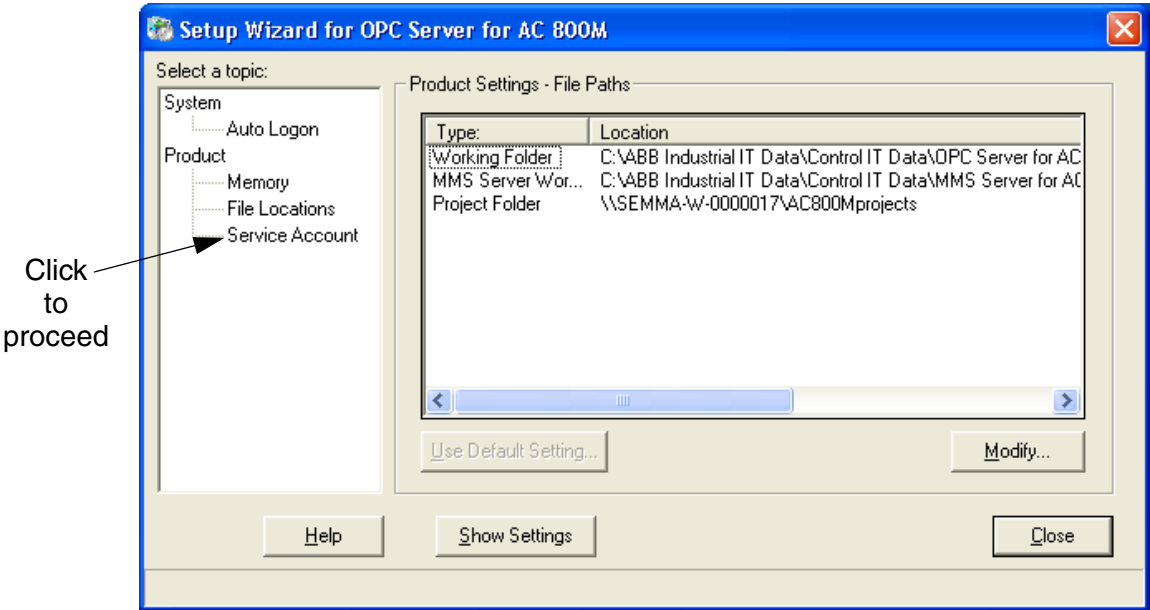 Setup Wizard for OPC Server for AC 800M
Select a topic:
System
Auto Logon
Product
Memory
File Locations
Service Account
Click
to
proceed
Product Settings - File Paths
Type: Location
Working Folder C:\ABB Industrial IT Data\Control IT Data\OPC Server for AC
MMS Server Wor... C:\ABB Industrial IT Data\Control IT Data\MMS Server for AC
Project Folder \\SEMMA-W-0000017\AC800Mprojects
Use Default Setting...
Modify...
Help
Show Settings
Close